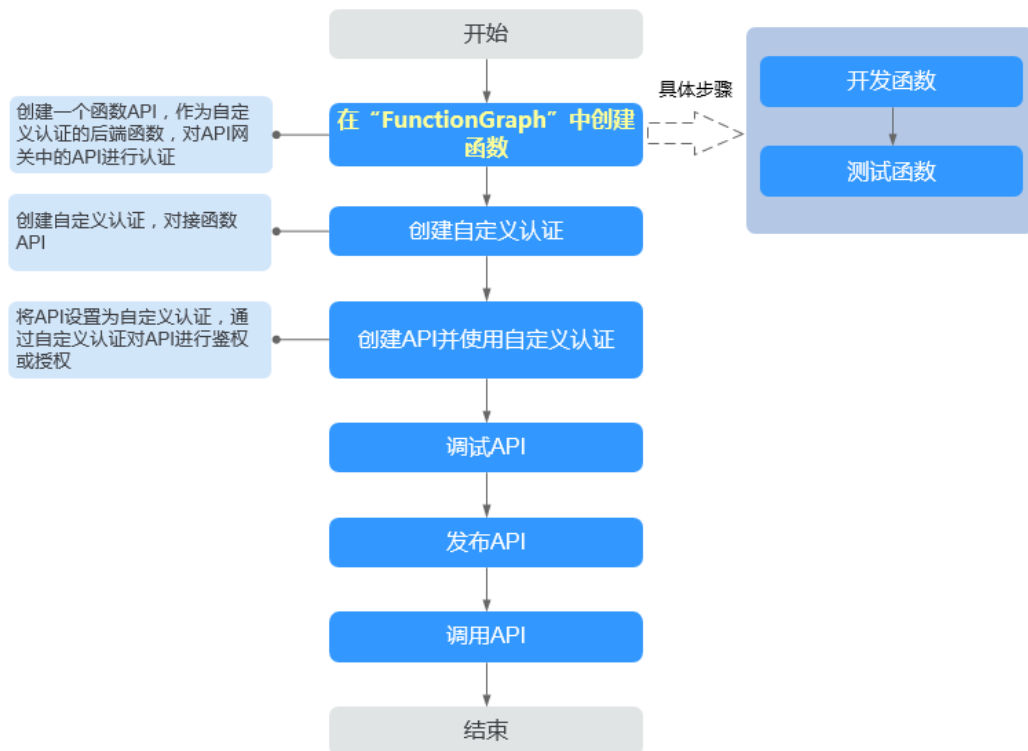 开始
创建一个函数API，作为自定
义认证的后端函数，对API网
关中的API进行认证
在“FunctionGraph”中创建
函数
具体步骤
开发函数
测试函数
创建自定义认证，对接函数
API
创建自定义认证
将API设置为自定义认证，通
过自定义认证对API进行鉴权
或授权
创建API并使用自定义认证
调试API
发布API
调用API
结束